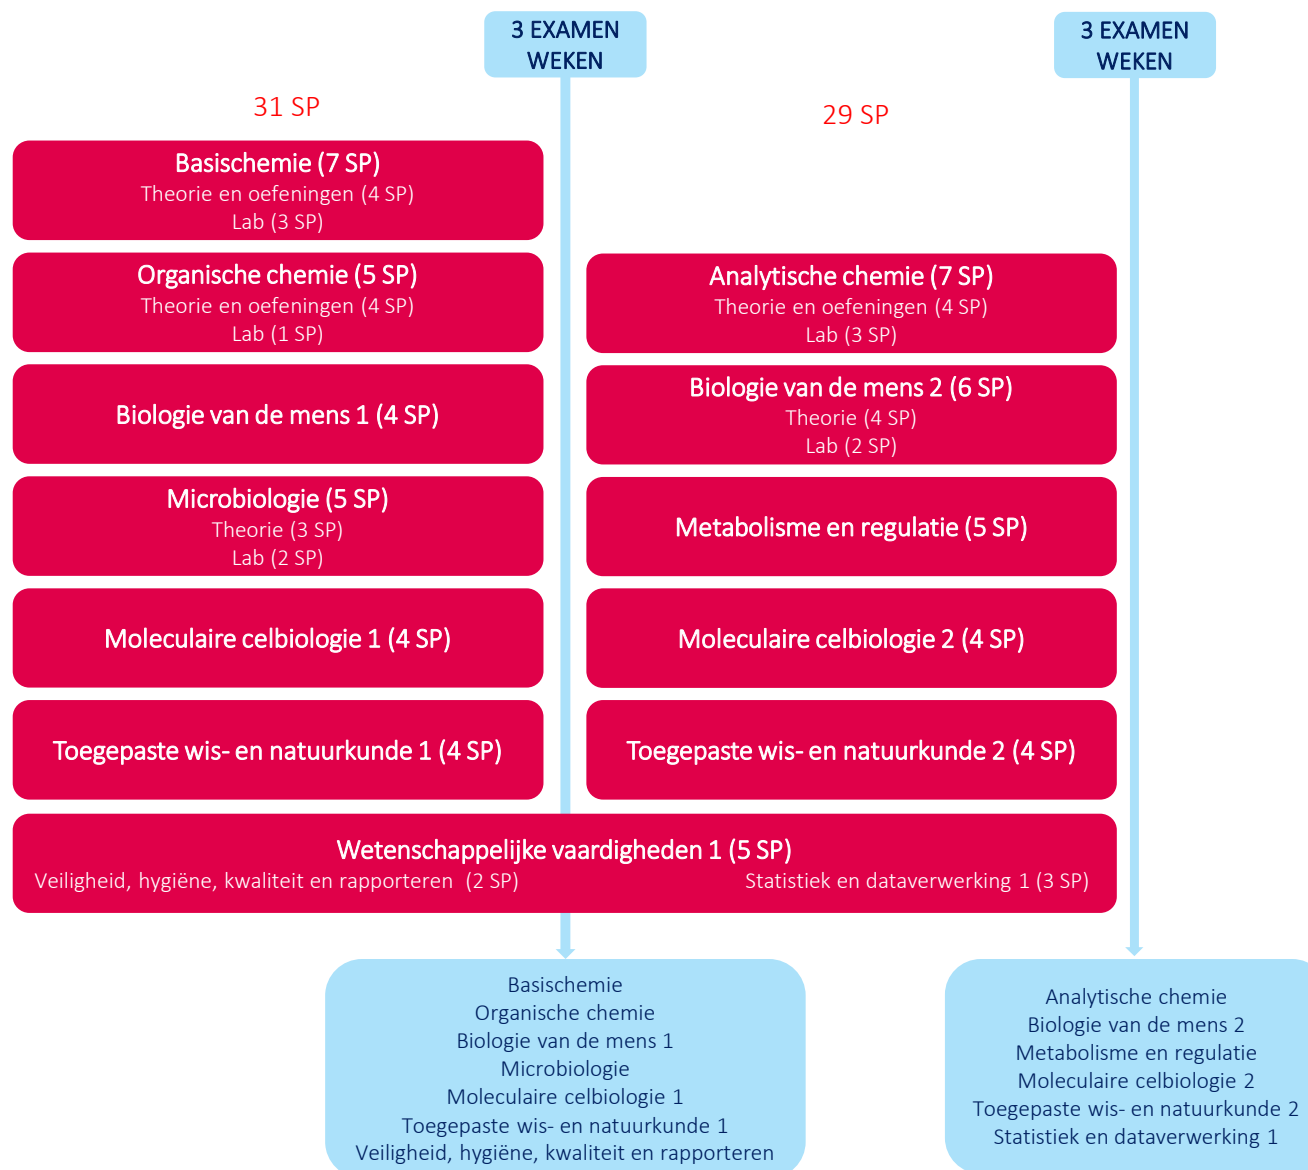 3 EXAMEN
WEKEN
3 EXAMEN
WEKEN
31 SP
29 SP
Basischemie (7 SP)
Theorie en oefeningen (4 SP)
Lab (3 SP)
Organische chemie (5 SP)
Theorie en oefeningen (4 SP)
Lab (1 SP)
Analytische chemie (7 SP)
Theorie en oefeningen (4 SP)
Lab (3 SP)
Biologie van de mens 1 (4 SP)
Biologie van de mens 2 (6 SP)
Theorie (4 SP)
Lab (2 SP)
Microbiologie (5 SP)
Theorie (3 SP)
Lab (2 SP)
Metabolisme en regulatie (5 SP)
Moleculaire celbiologie 1 (4 SP)
Moleculaire celbiologie 2 (4 SP)
Toegepaste wis- en natuurkunde 1 (4 SP)
Toegepaste wis- en natuurkunde 2 (4 SP)
Wetenschappelijke vaardigheden 1 (5 SP)
Veiligheid, hygiëne, kwaliteit en rapporteren (2 SP)
Statistiek en dataverwerking 1 (3 SP)
Basischemie
Organische chemie
Biologie van de mens 1
Microbiologie
Moleculaire celbiologie 1
Toegepaste wis- en natuurkunde 1
Veiligheid, hygiëne, kwaliteit en rapporteren
Analytische chemie
Biologie van de mens 2
Metabolisme en regulatie
Moleculaire celbiologie 2
Toegepaste wis- en natuurkunde 2
Statistiek en dataverwerking 1